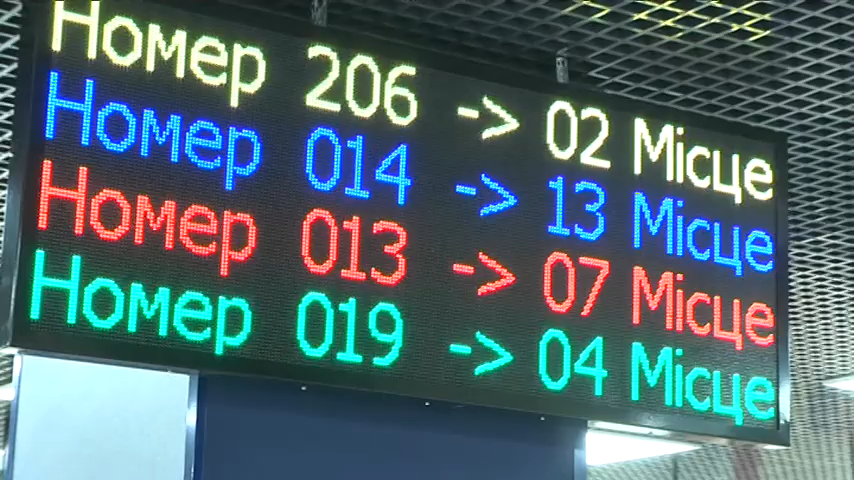 Номер 206 -> 02 Місце
Номер 014 -> 13 Місце
Номер 013 -> 07 Місце
Номер 019 -> 04 Місце